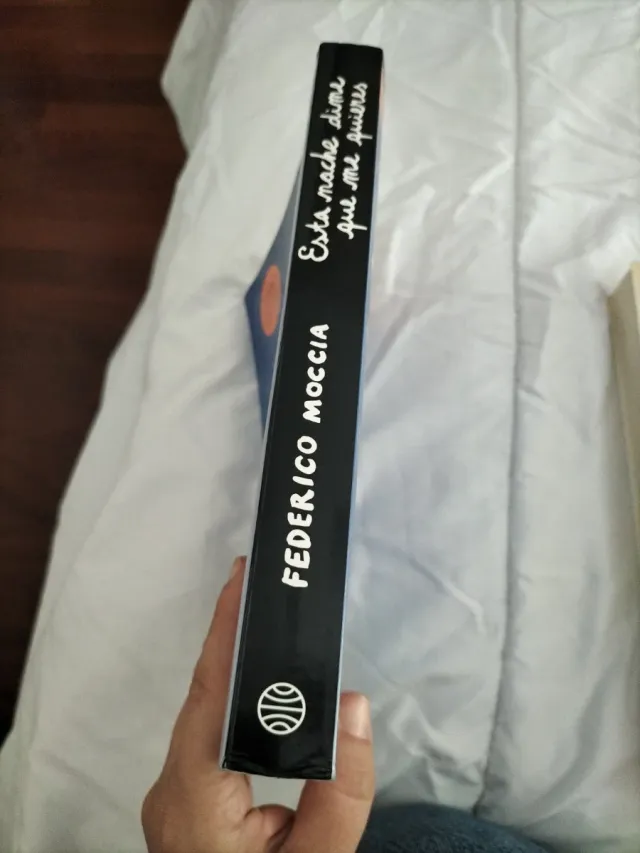 FEDERICO MOCCIA
Esta noche dime
que me quieres